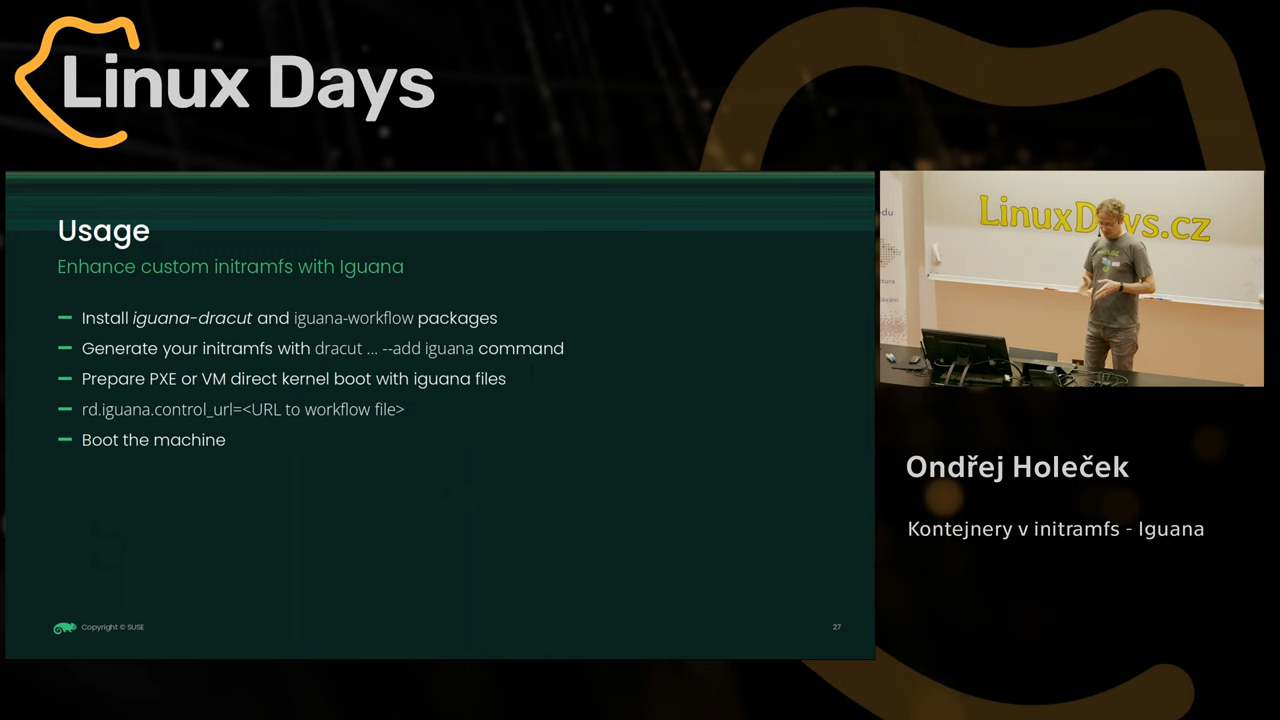 Linux Days
Usage
Enhance custom initramfs with Iguana
Install iguana-dracut and iguana-workflow packages
Generate your initramfs with dracut ... --add iguana command
Prepare PXE or VM direct kernel boot with iguana files
rd.iguana.control_url=<URL to workflow file>
Boot the machine
Copyright © SUSE
27
LinuxDays.cz
Ondřej Holeček
Kontejnery v initramfs - Iguana